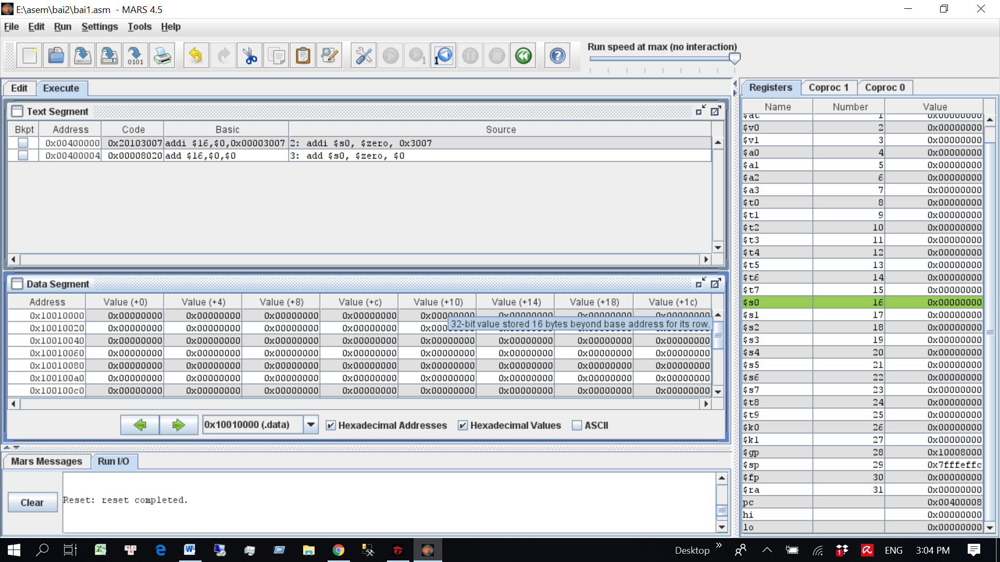 E:\asem\bai2\bai1.asm - MARS 4.5
File Edit Run Settings Tools Help
Run speed at max (no interaction)
0101
1
1
Edit Execute
Registers Coproc 1 Coproc 0
Text Segment
Bkpt Address Code Basic Source
0x00400000 0x20103007 addi $16,$0,0x00003007 2: addi $s0, $zero, 0x3007
0x00400004 0x00008020 add $16,$0,$0 3: add $s0, $zero, $0
Data Segment
Address Value (+0) Value (+4) Value (+8) Value (+c) Value (+10) Value (+14) Value (+18) Value (+1c)
0x10010000 0x00000000 0x00000000 0x00000000 0x00000000 0x00000000 0x00000000 0x00000000 0x00000000
32-bit value stored 16 bytes beyond base address for its row.
0x10010020 0x00000000 0x00000000 0x00000000 0x00000000 0x000
0x10010040 0x00000000 0x00000000 0x00000000 0x00000000 0x00000000 0x00000000 0x00000000 0x00000000
0x10010060 0x00000000 0x00000000 0x00000000 0x00000000 0x00000000 0x00000000 0x00000000 0x00000000
0x10010080 0x00000000 0x00000000 0x00000000 0x00000000 0x00000000 0x00000000 0x00000000 0x00000000
0x100100a0 0x00000000 0x00000000 0x00000000 0x00000000 0x00000000 0x00000000 0x00000000 0x00000000
0x100100c0 0x00000000 0x00000000 0x00000000 0x00000000 0x00000000 0x00000000 0x00000000 0x00000000
0x10010000 (.data) Hexadecimal Addresses Hexadecimal Values ASCII
Mars Messages Run I/O
Clear
Reset: reset completed.
Name Number Value
$at 1 0x00000000
$v0 2 0x00000000
$v1 3 0x00000000
$a0 4 0x00000000
$a1 5 0x00000000
$a2 6 0x00000000
$a3 7 0x00000000
$t0 8 0x00000000
$t1 9 0x00000000
$t2 10 0x00000000
$t3 11 0x00000000
$t4 12 0x00000000
$t5 13 0x00000000
$t6 14 0x00000000
$t7 15 0x00000000
$s0 16 0x00000000
$s1 17 0x00000000
$s2 18 0x00000000
$s3 19 0x00000000
$s4 20 0x00000000
$s5 21 0x00000000
$s6 22 0x00000000
$s7 23 0x00000000
$t8 24 0x00000000
$t9 25 0x00000000
$k0 26 0x00000000
$k1 27 0x00000000
$gp 28 0x10008000
$sp 29 0x7fffeffc
$fp 30 0x00000000
$ra 31 0x00000000
pc 0x00400008
hi 0x00000000
lo 0x00000000
Desktop ENG 3:04 PM